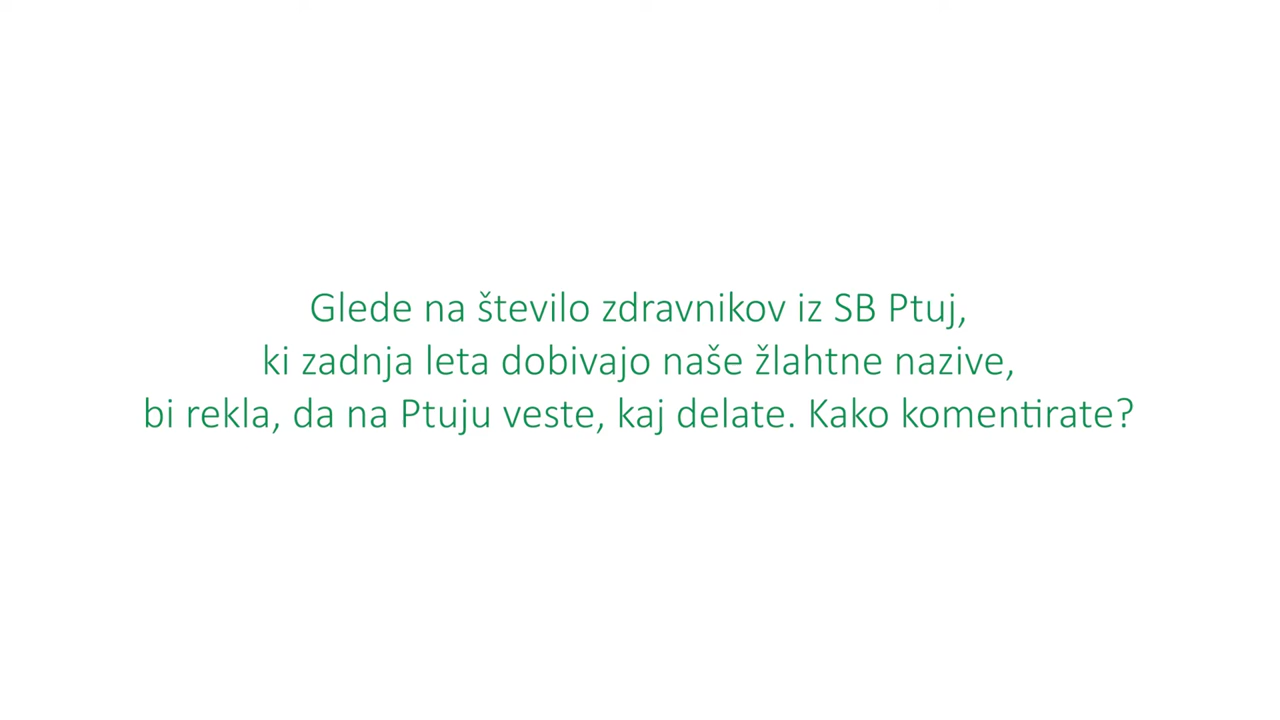 Glede na število zdravnikov iz SB Ptuj,
ki zadnja leta dobivajo naše žlahtne nazive,
bi rekla, da na Ptuju veste, kaj delate. Kako komentirate?